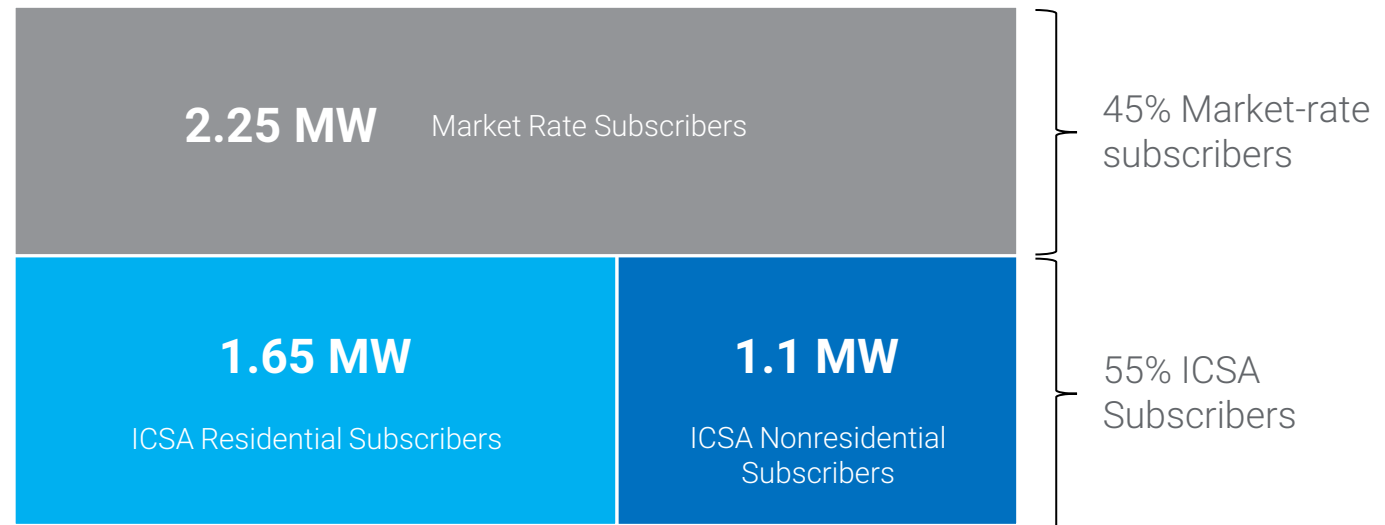 2.25 MW Market Rate Subscribers
45% Market-rate
subscribers
1.65 MW
ICSA Residential Subscribers
1.1 MW
ICSA Nonresidential
Subscribers
55% ICSA
Subscribers